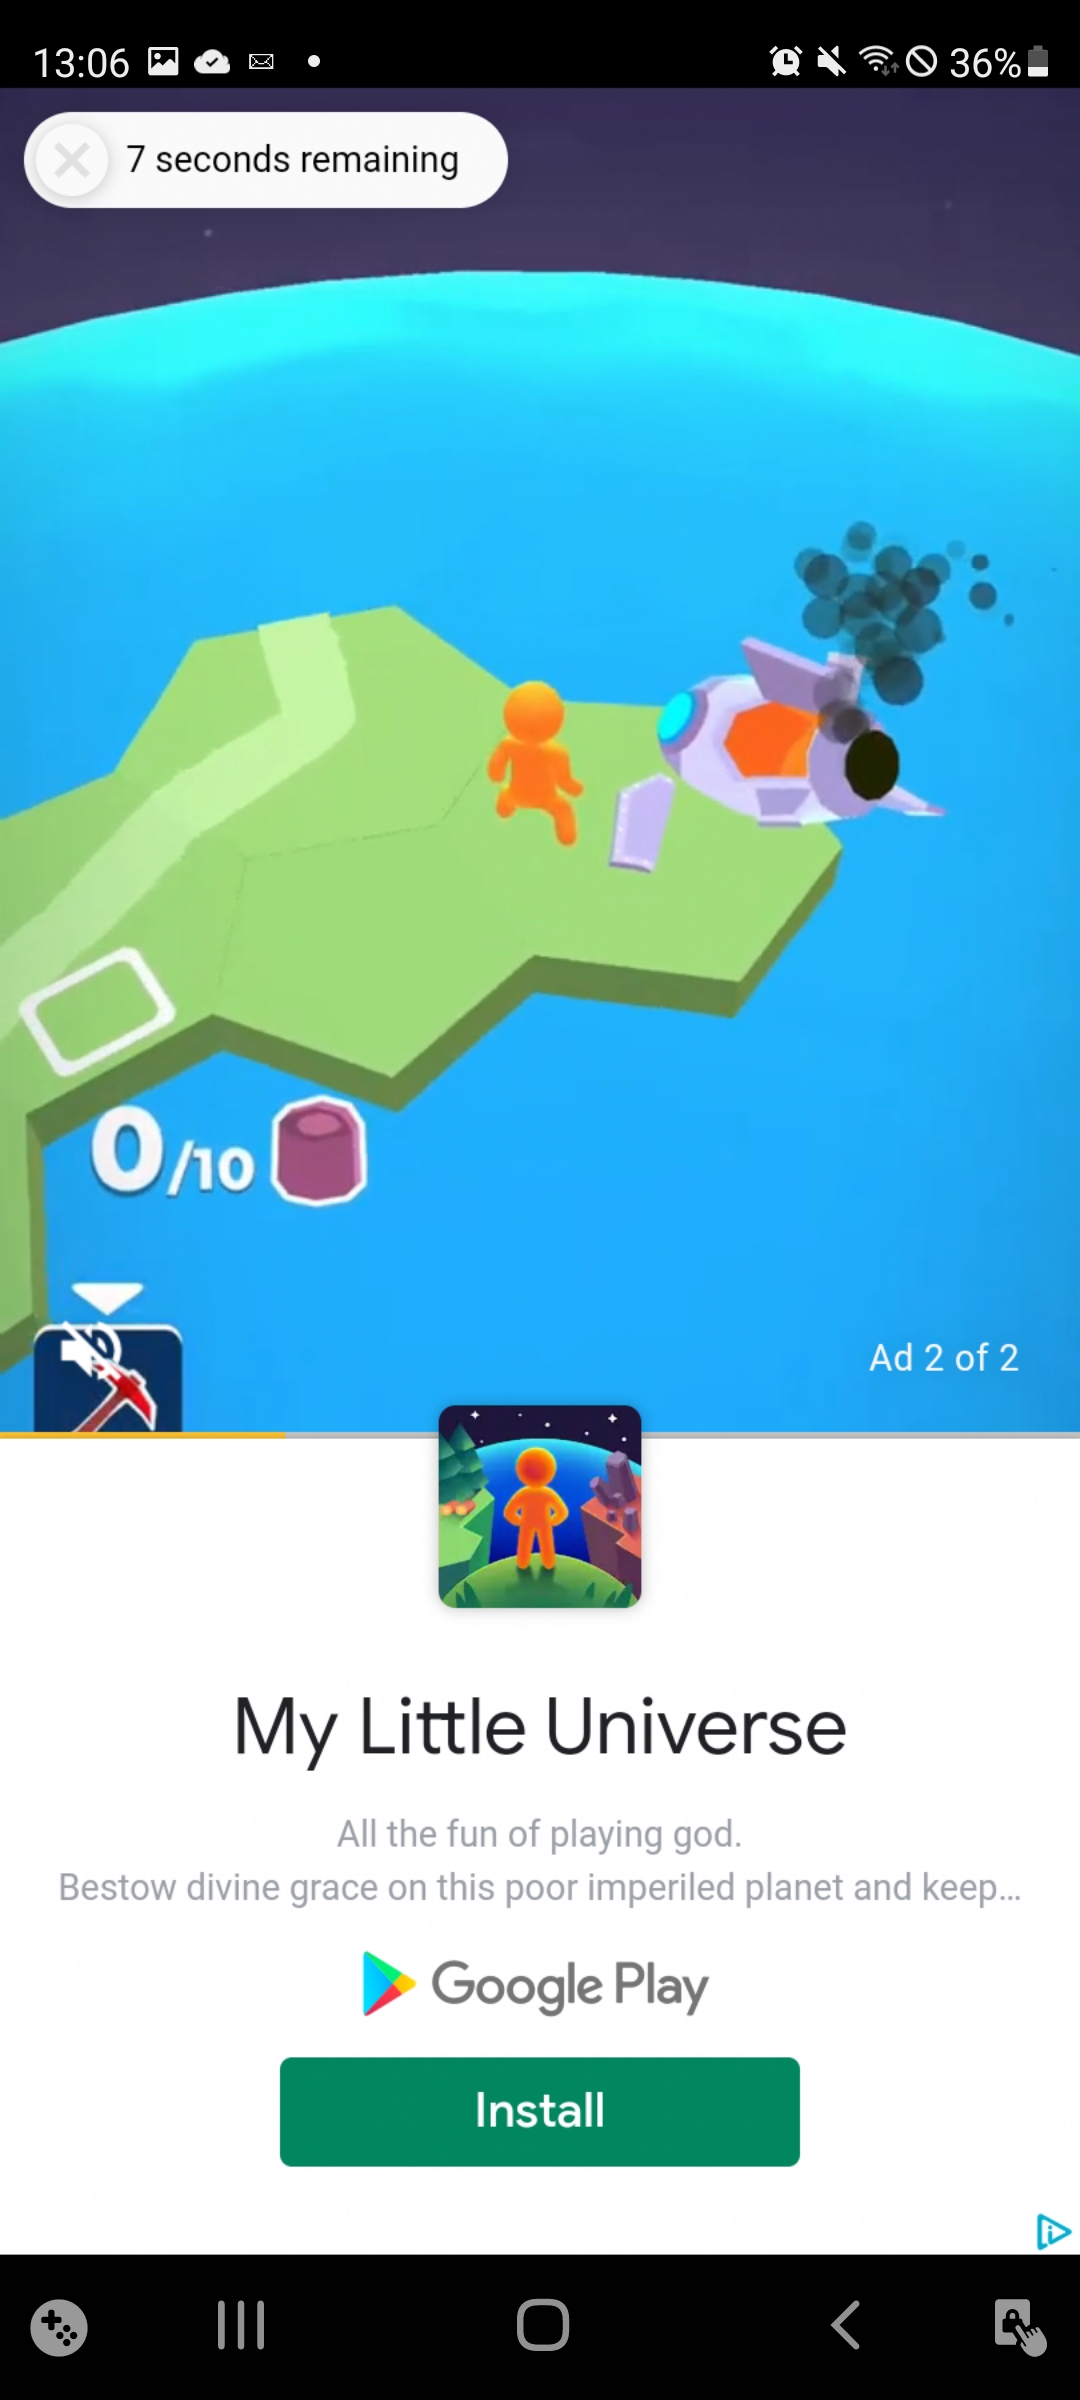 13:06
36%
7 seconds remaining
0/10
Ad 2 of 2
My Little Universe
All the fun of playing god.
Bestow divine grace on this poor imperiled planet and keep...
Google Play
Install